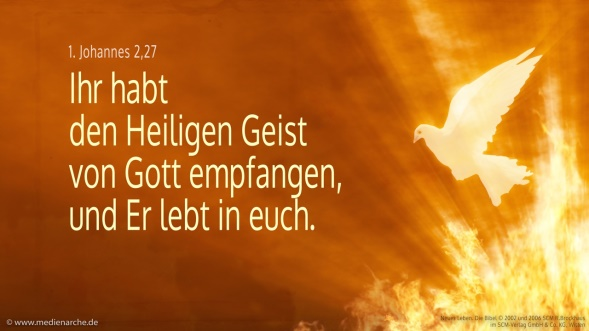 1. Johannes 2,27
Ihr habt
den Heiligen Geist
von Gott empfangen,
und Er lebt in euch.
© www.medienarche.de
Neues Leben. Die Bibel, © 2002 und 2006 SCM R.Brockhaus
im SCM-Verlag GmbH & Co. KG, Witten